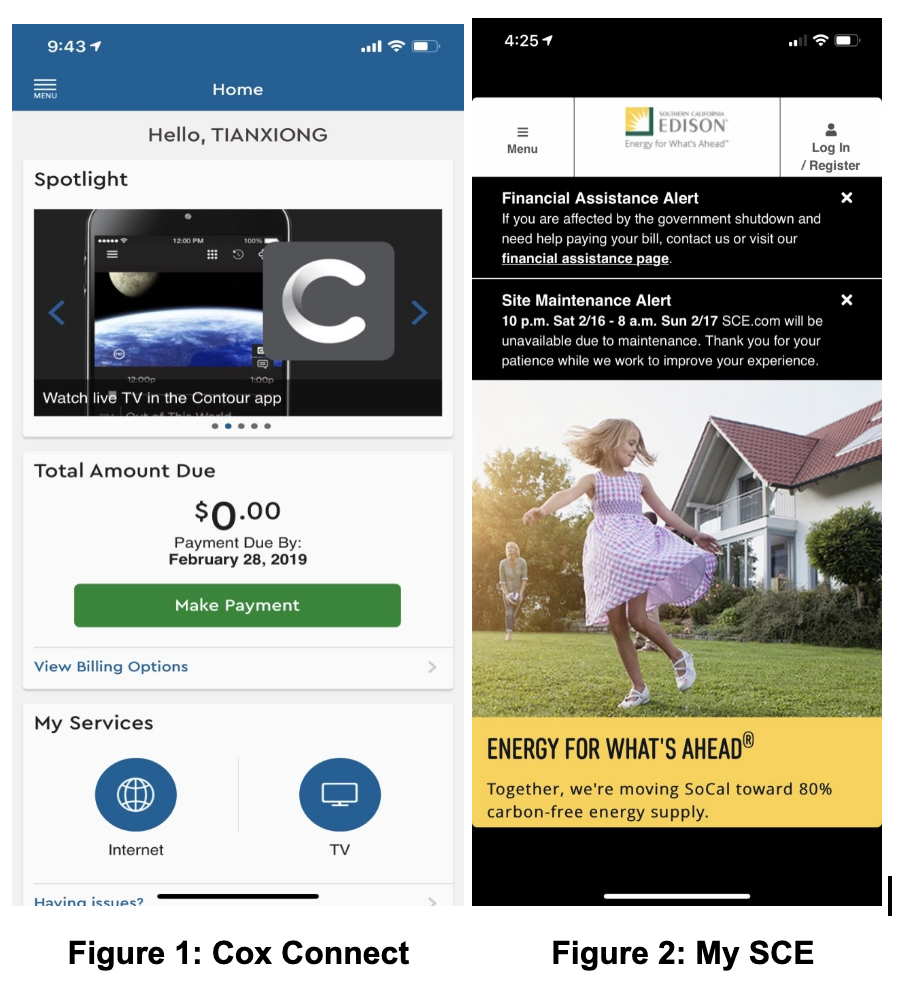 9:43
MENU
Home
Hello, TIANXIONG
Spotlight
12:00 PM
100%
12:00p
1:00p
Watch live TV in the Contour app
Out of This World
Total Amount Due
$0.00
Payment Due By:
February 28, 2019
Make Payment
View Billing Options
My Services
Internet
TV
Having issues?
Figure 1: Cox Connect
4:25
Menu
SOUTHERN CALIFORNIA
EDISON
Energy for What's Ahead℠
Log In
/ Register
Financial Assistance Alert
If you are affected by the government shutdown and
need help paying your bill, contact us or visit our
financial assistance page.
Site Maintenance Alert
10 p.m. Sat 2/16 - 8 a.m. Sun 2/17 SCE.com will be
unavailable due to maintenance. Thank you for your
patience while we work to improve your experience.
ENERGY FOR WHAT'S AHEAD®
Together, we're moving SoCal toward 80%
carbon-free energy supply.
Figure 2: My SCE